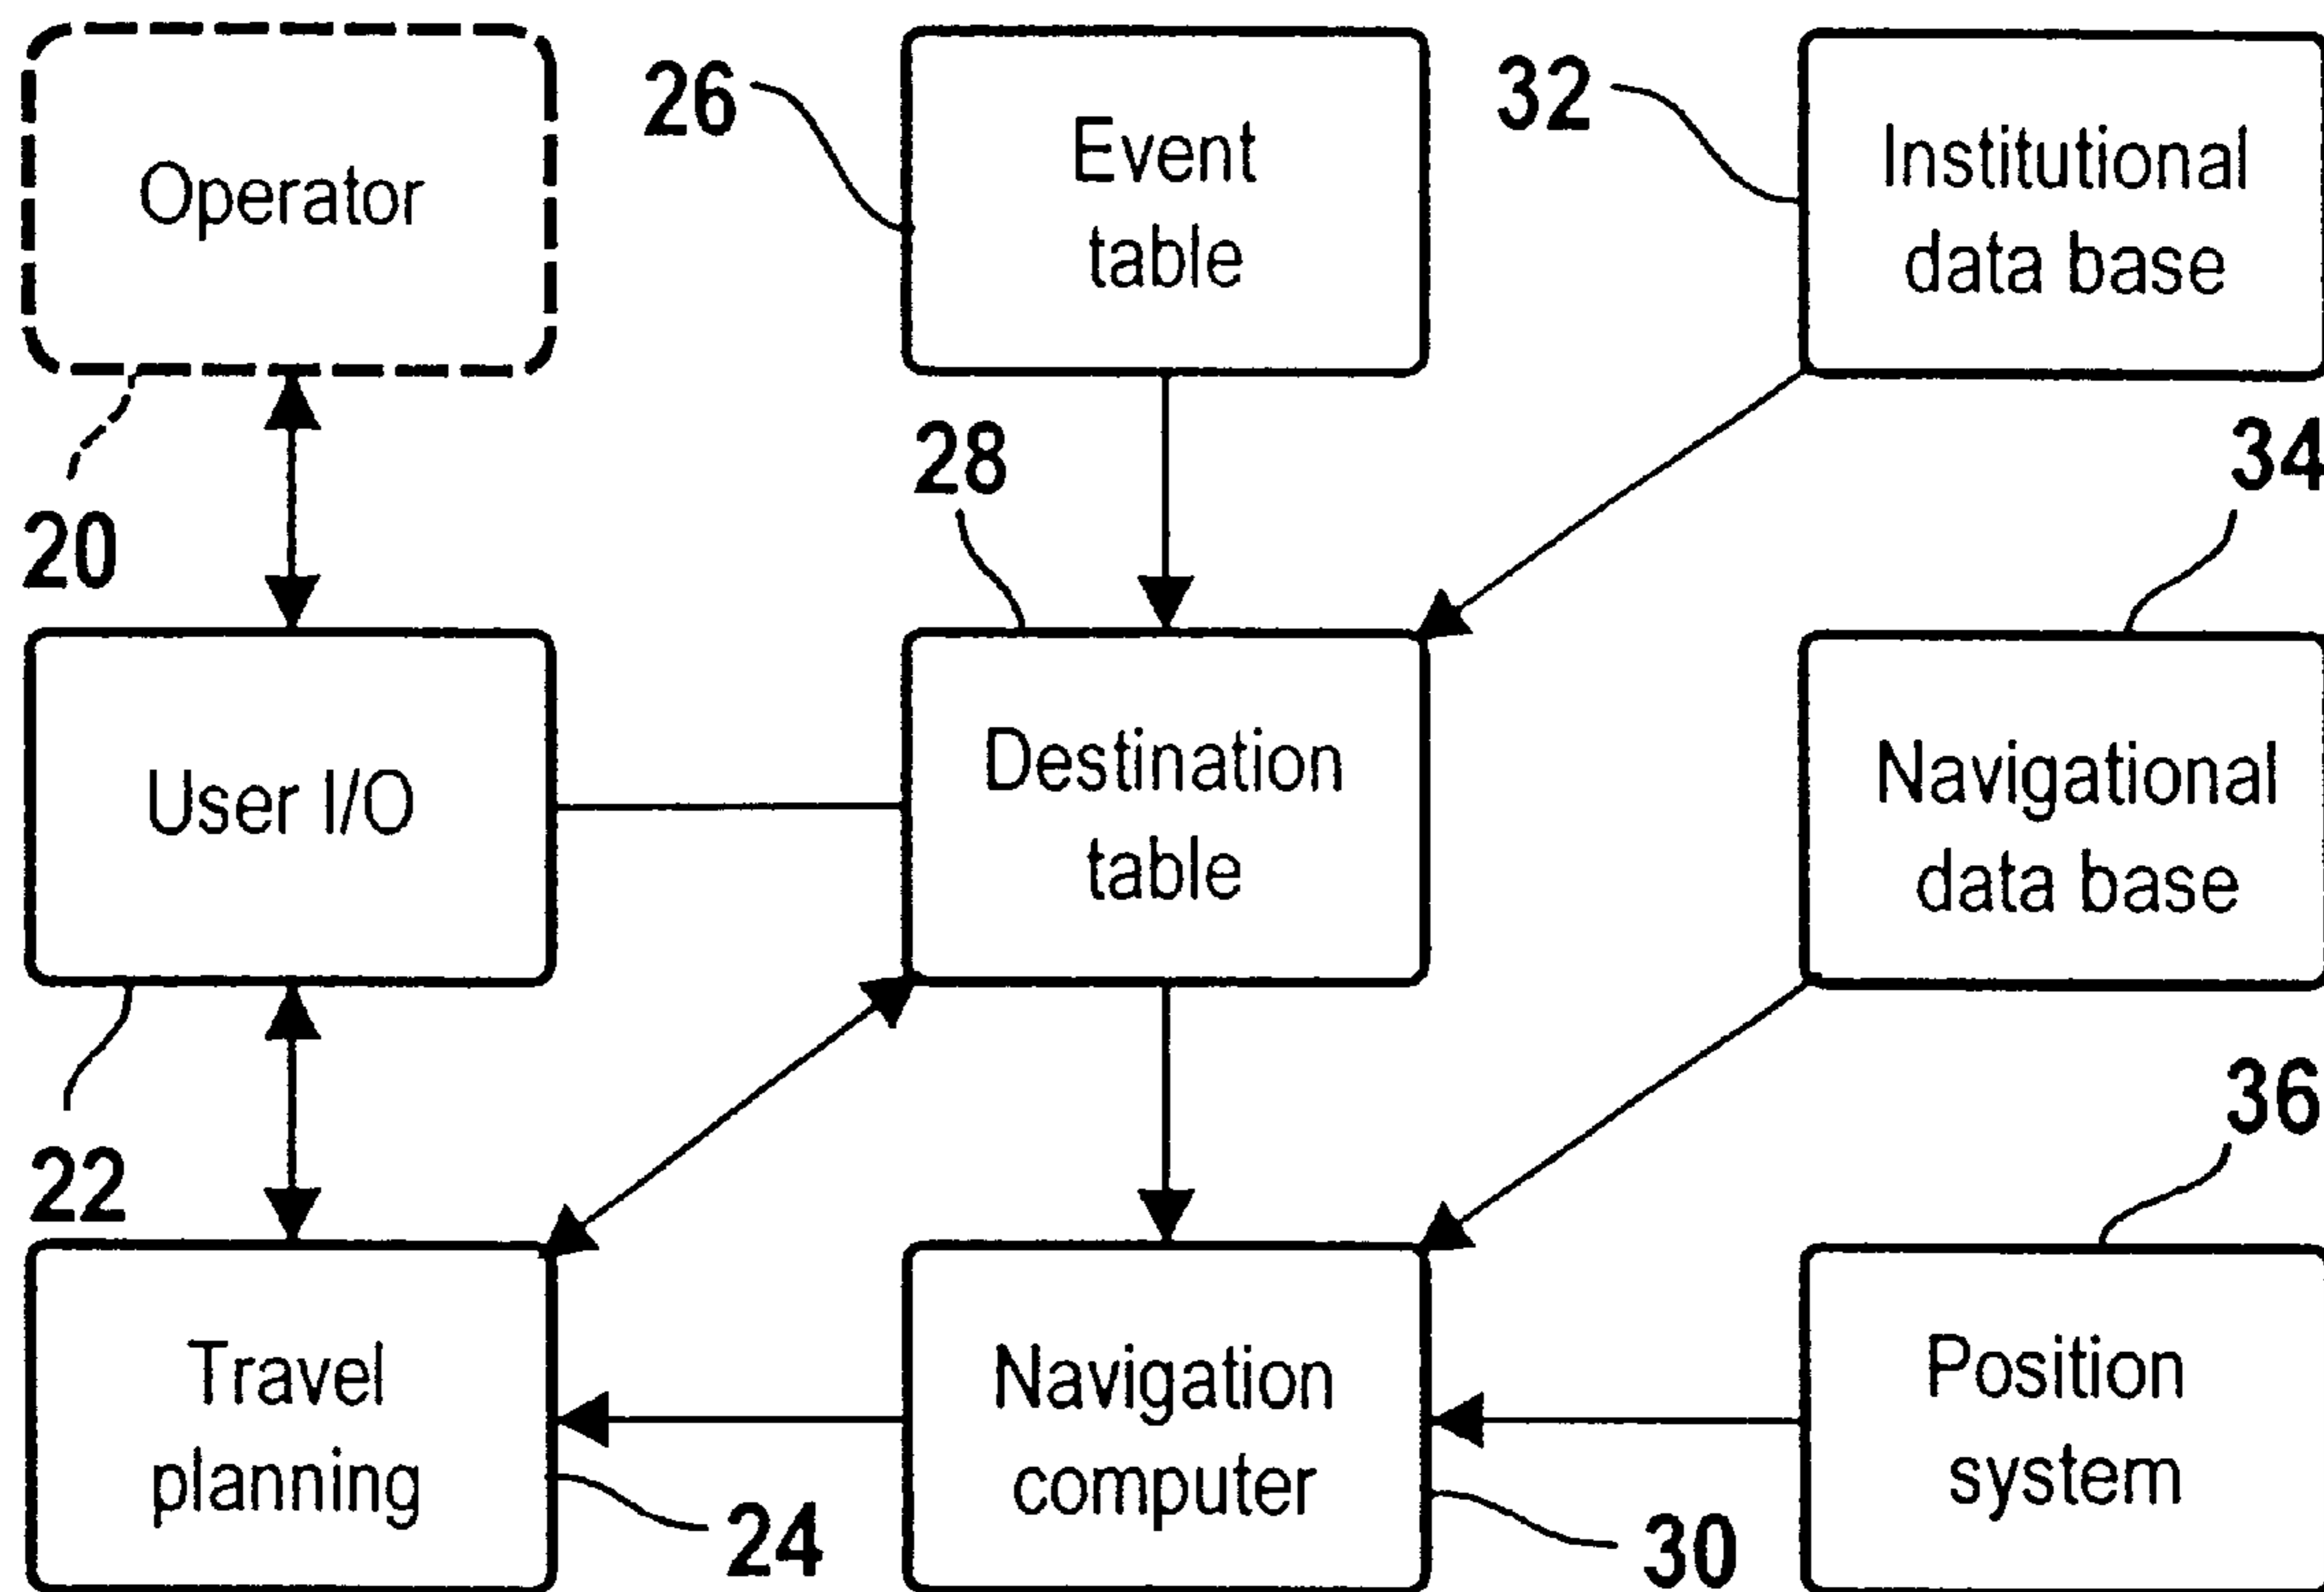 Operator
26
Event
table
32
Institutional
data base
20
28
34
User I/O
Destination
table
Navigational
data base
22
36
Travel
planning
24
Navigation
computer
30
Position
system